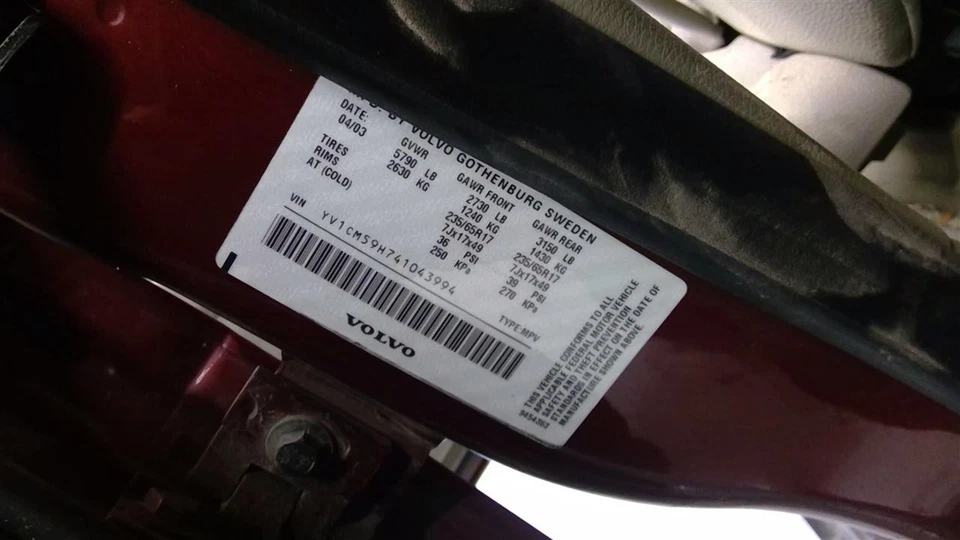 MFD. BY VOLVO GOTHENBURG SWEDEN
DATE:
04/03
GVWR
5790 LB
2630 KG
GAWR FRONT
2730 LB
1240 KG
GAWR REAR
3150 LB
1430 KG
TIRES
235/65R17
235/65R17
RIMS
7Jx17x49
7Jx17x49
AT (COLD)
36 PSI
250 KPa
39 PSI
270 KPa
VIN
YV1CM59H741043994
TYPE:MPV
VOLVO
THIS VEHICLE CONFORMS TO ALL
APPLICABLE FEDERAL MOTOR VEHICLE
SAFETY AND THEFT PREVENTION
STANDARDS IN EFFECT ON THE DATE OF
MANUFACTURE SHOWN ABOVE.